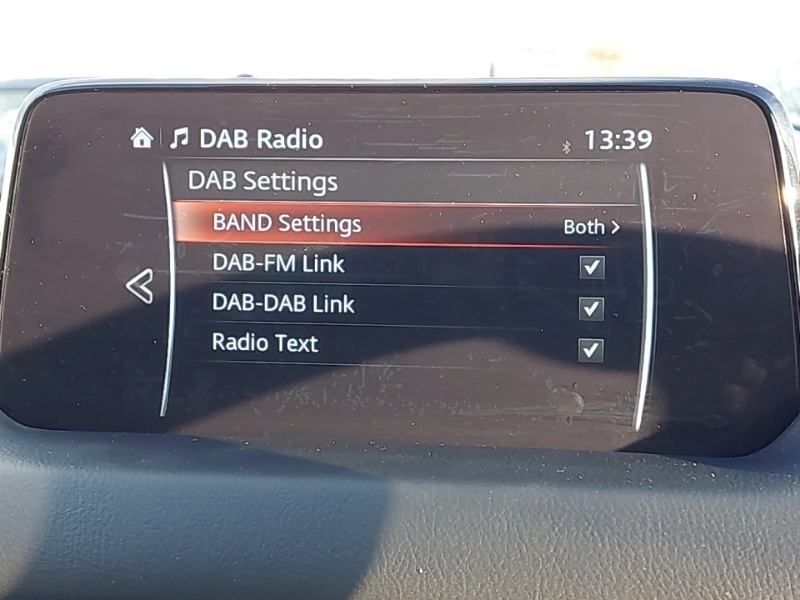 DAB Radio 13:39
DAB Settings
BAND Settings Both
DAB-FM Link
DAB-DAB Link
Radio Text